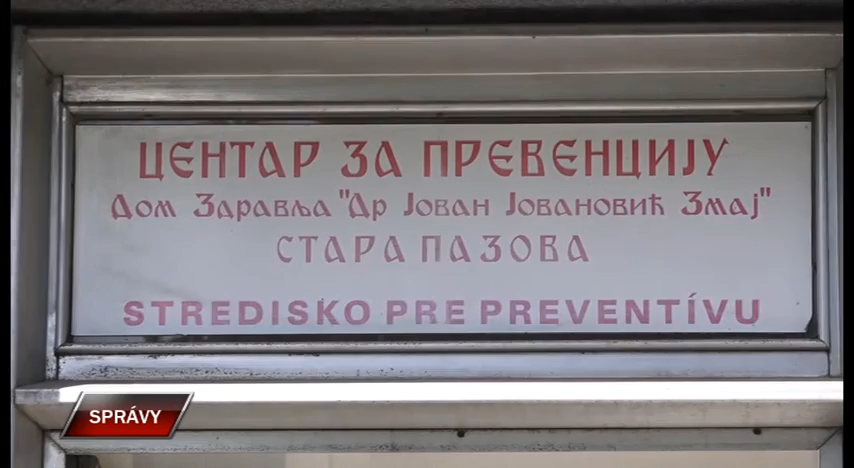 ЦЕНТАР ЗА ПРЕВЕНЦИЈУ
Дом Здравља "Др Јован Јовановић Змај"
СТАРА ПАЗОВА
STREDISKO PRE PREVENTÍVU
SPRÁVY